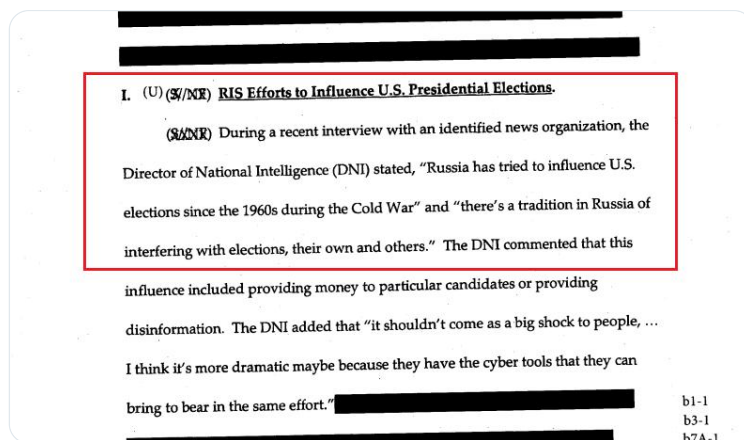 I. (U) (S//NF) RIS Efforts to Influence U.S. Presidential Elections.
(S//NF) During a recent interview with an identified news organization, the
Director of National Intelligence (DNI) stated, “Russia has tried to influence U.S.
elections since the 1960s during the Cold War” and “there’s a tradition in Russia of
interfering with elections, their own and others.” The DNI commented that this
influence included providing money to particular candidates or providing
disinformation. The DNI added that “it shouldn’t come as a big shock to people, …
I think it’s more dramatic maybe because they have the cyber tools that they can
bring to bear in the same effort.”
b1-1
b3-1
b7A-1